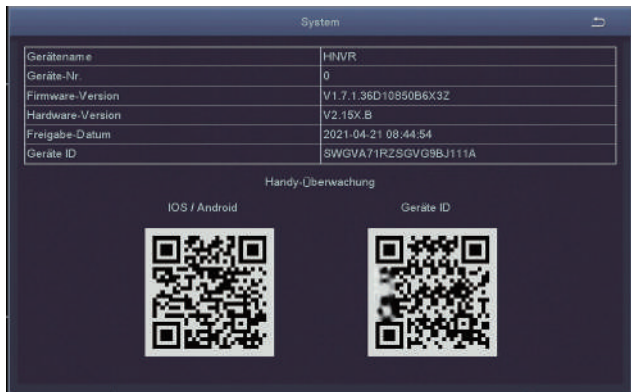 System
Gerätename HNVR
Geräte-Nr. 0
Firmware-Version V1.7.1.36D10850B6X3Z
Hardware-Version V2.15X.B
Freigabe-Datum 2021-04-21 08:44:54
Geräte ID SWGVA71RZSGVG9BJ111A
Handy-Überwachung
IOS / Android Geräte ID